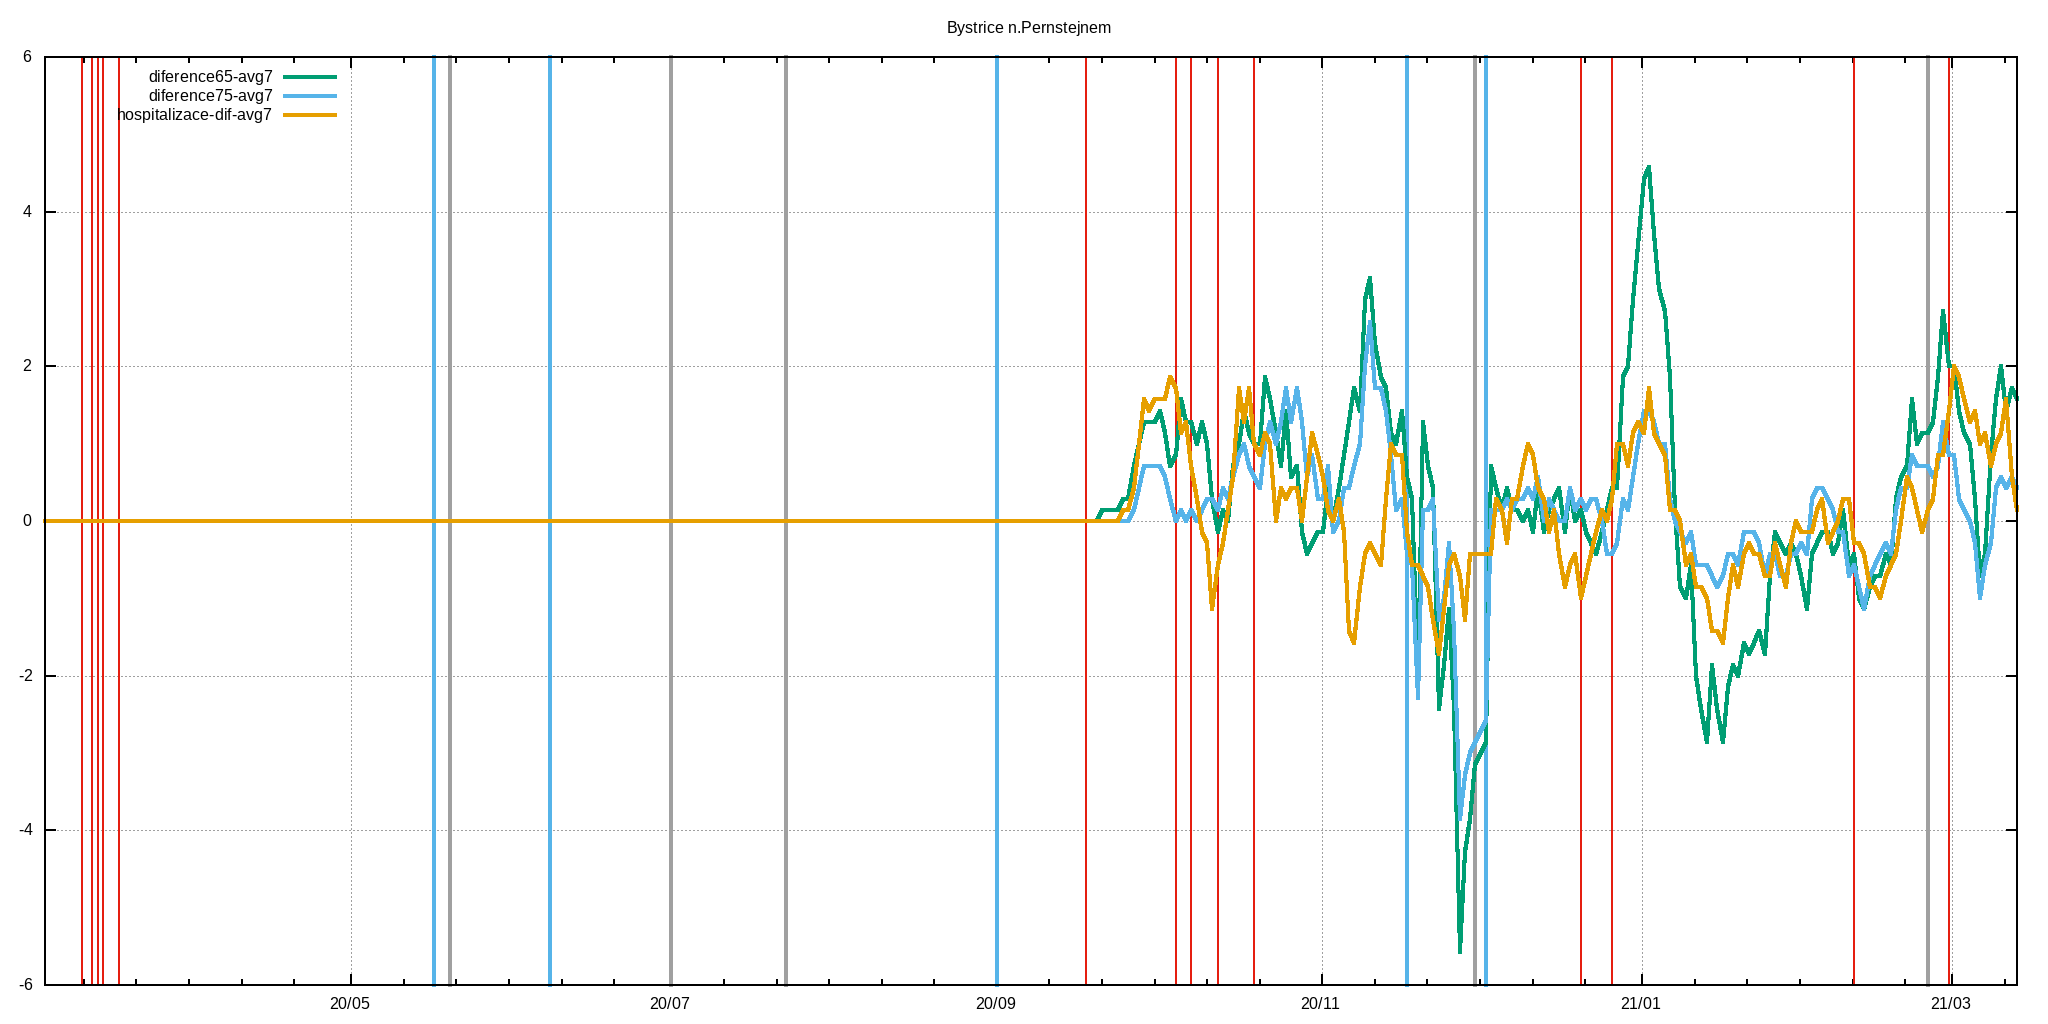 Bystrice n.Pernstejnem
6
diference65-avg7
diference75-avg7
hospitalizace-dif-avg7
4
2
0
-2
-4
-6
20/05 20/07 20/09 20/11 21/01 21/03